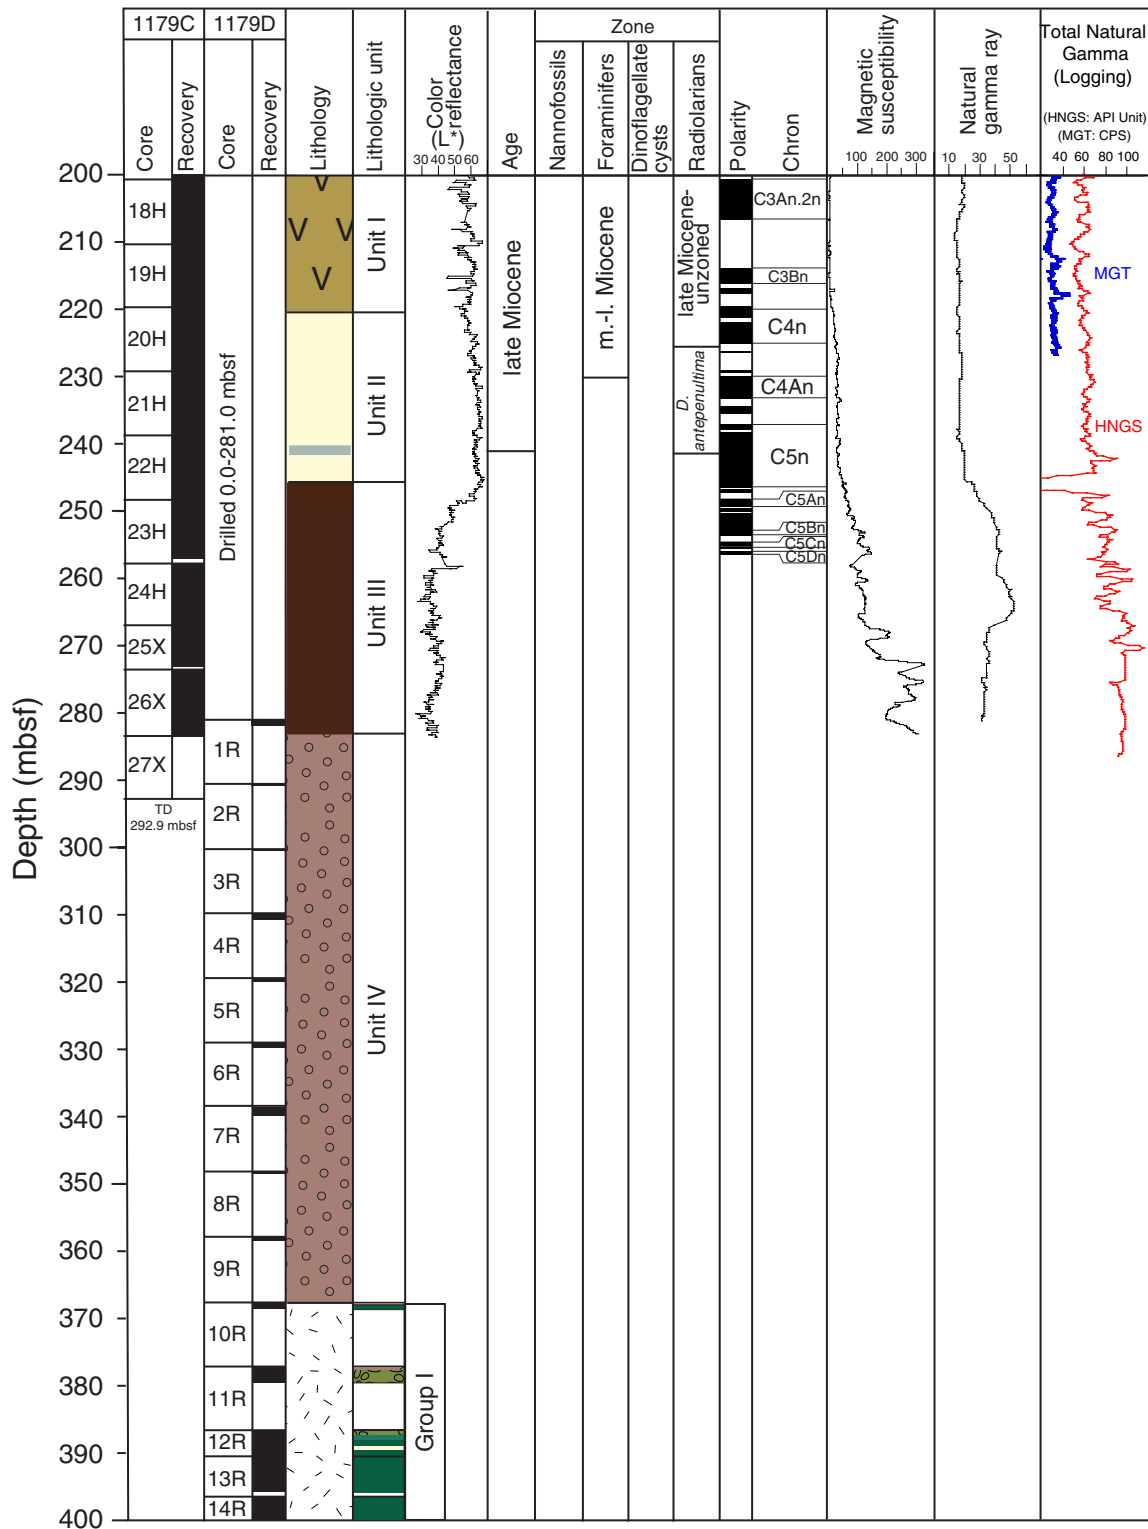 1179C
1179D
Zone
Core
Recovery
Core
Recovery
Lithology
Lithologic unit
Color
reflectance
(L*)
30 40 50 60
Age
Nannofossils
Foraminifers
Dinoflagellate
cysts
Radiolarians
Polarity
Chron
Magnetic
susceptibility
100 200 300
Natural
gamma ray
10 30 50
Total Natural
Gamma
(Logging)
(HNGS: API Unit)
(MGT: CPS)
40 60 80 100
Depth (mbsf)
200
210
220
230
240
250
260
270
280
290
300
310
320
330
340
350
360
370
380
390
400
18H
19H
20H
21H
22H
23H
24H
25X
26X
27X
TD
292.9 mbsf
Drilled 0.0-281.0 mbsf
1R
2R
3R
4R
5R
6R
7R
8R
9R
10R
11R
12R
13R
14R
V
V V
V
Unit I
Unit II
Unit III
Unit IV
Group I
late Miocene
m.-l. Miocene
late Miocene-
unzoned
D.
antepenultima
C3An.2n
C3Bn
C4n
C4An
C5n
C5An
C5Bn
C5Cn
C5Dn
MGT
HNGS